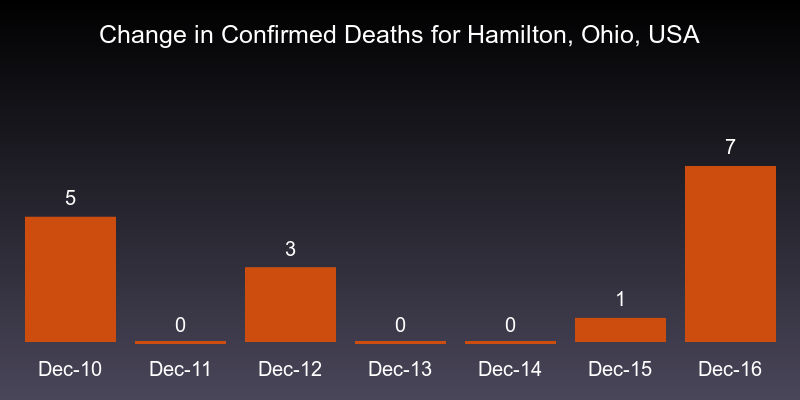 Change in Confirmed Deaths for Hamilton, Ohio, USA
5
0
3
0
0
1
7
Dec-10
Dec-11
Dec-12
Dec-13
Dec-14
Dec-15
Dec-16